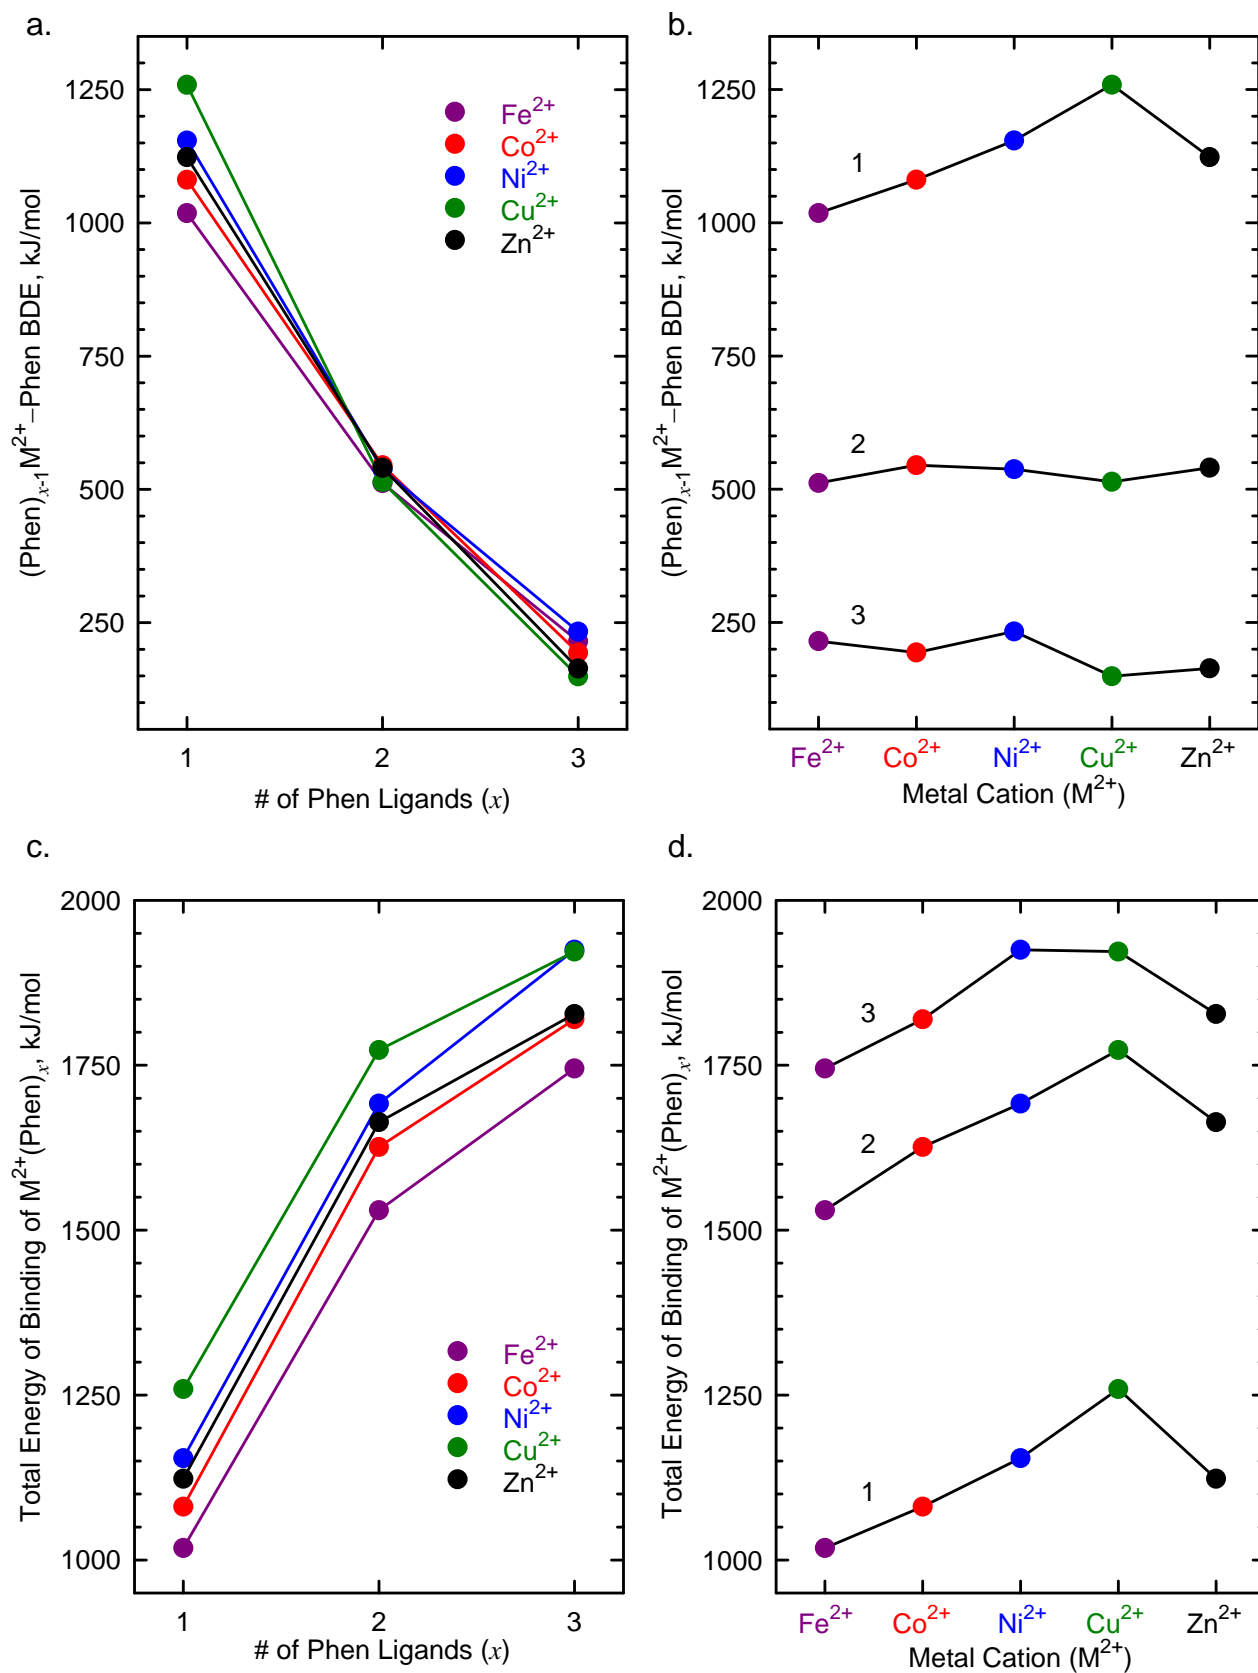 a.
(Phen)x-1M2+–Phen BDE, kJ/mol
1250
1000
750
500
250
Fe2+
Co2+
Ni2+
Cu2+
Zn2+
1 2 3
# of Phen Ligands (x)
b.
(Phen)x-1M2+–Phen BDE, kJ/mol
1250
1000
750
500
250
1
2
3
Fe2+ Co2+ Ni2+ Cu2+ Zn2+
Metal Cation (M2+)
c.
Total Energy of Binding of M2+(Phen)x, kJ/mol
2000
1750
1500
1250
1000
Fe2+
Co2+
Ni2+
Cu2+
Zn2+
1 2 3
# of Phen Ligands (x)
d.
Total Energy of Binding of M2+(Phen)x, kJ/mol
2000
1750
1500
1250
1000
3
2
1
Fe2+ Co2+ Ni2+ Cu2+ Zn2+
Metal Cation (M2+)